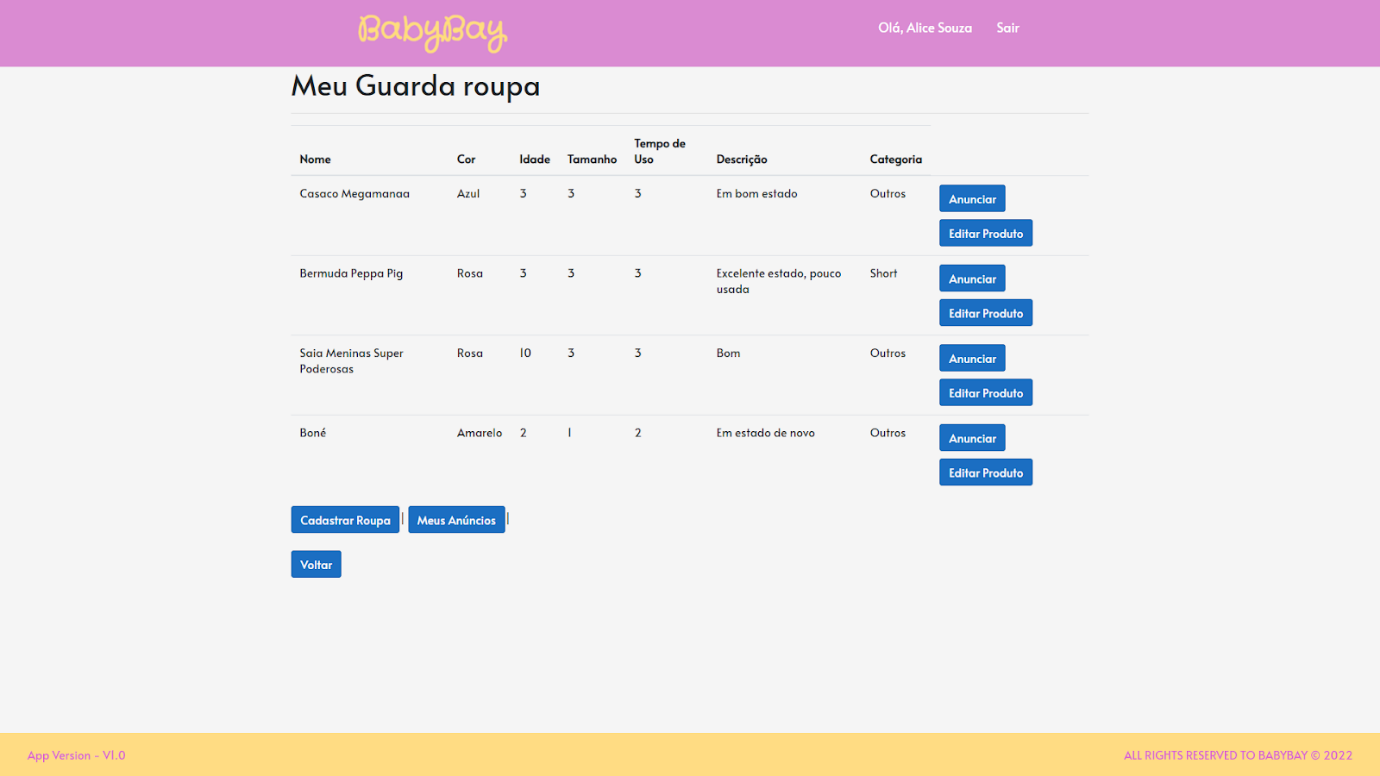 BabyBay Olá, Alice Souza Sair
Meu Guarda roupa
Nome Cor Idade Tamanho Tempo de Uso Descrição Categoria
Casaco Megamanaa Azul 3 3 3 Em bom estado Outros Anunciar
Editar Produto
Bermuda Peppa Pig Rosa 3 3 3 Excelente estado, pouco usada Short Anunciar
Editar Produto
Saia Meninas Super Poderosas Rosa 10 3 3 Bom Outros Anunciar
Editar Produto
Boné Amarelo 2 1 2 Em estado de novo Outros Anunciar
Editar Produto
Cadastrar Roupa | Meus Anúncios |
Voltar
App Version - V1.0 ALL RIGHTS RESERVED TO BABYBAY © 2022